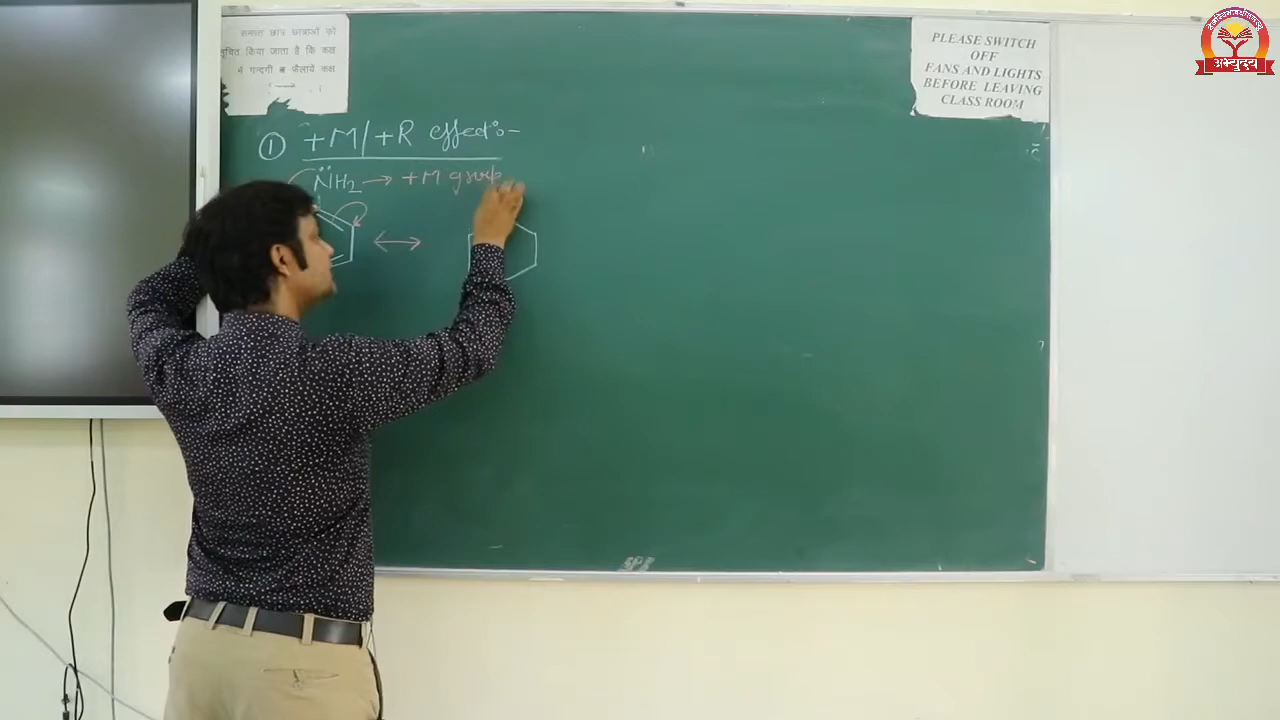 समस्त छात्र छात्राओं को
सूचित किया जाता है कि कक्ष
में गन्दगी न फैलायें कक्ष
PLEASE SWITCH
OFF
FANS AND LIGHTS
BEFORE LEAVING
CLASS ROOM
अभ्युदय
① +M/+R effect:-
N̈H₂ → +M group
↔